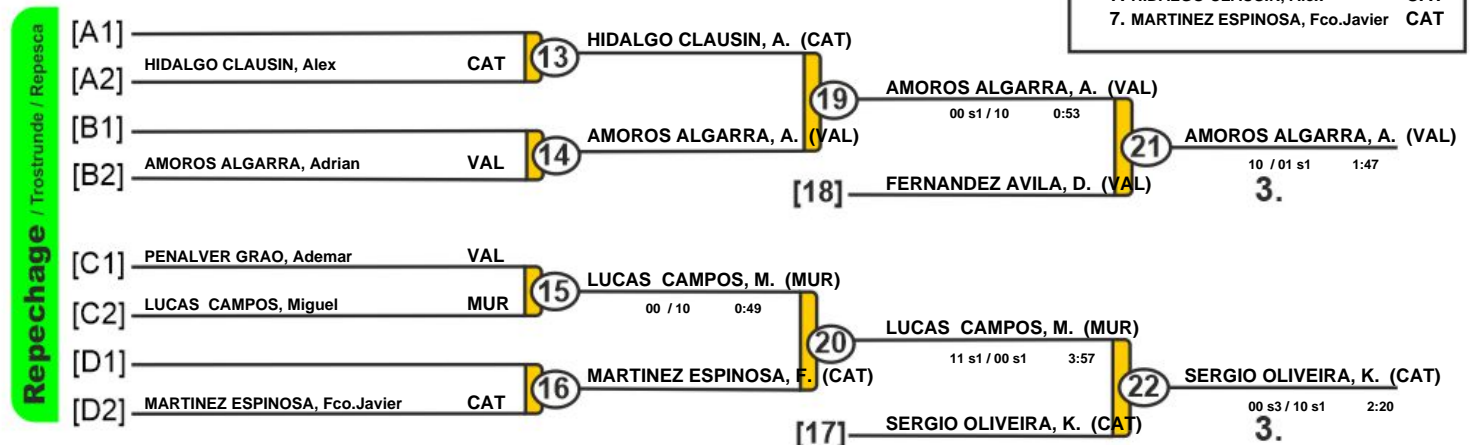 Repechage / Trostrunde / Repesca
7. MARTINEZ ESPINOSA, Fco.Javier CAT
[A1]
HIDALGO CLAUSIN, Alex CAT
[A2]
13
HIDALGO CLAUSIN, A. (CAT)
[B1]
AMOROS ALGARRA, Adrian VAL
[B2]
14
AMOROS ALGARRA, A. (VAL)
19
AMOROS ALGARRA, A. (VAL)
00 s1 / 10 0:53
[18]
FERNANDEZ AVILA, D. (VAL)
21
AMOROS ALGARRA, A. (VAL)
10 / 01 s1 1:47
3.
[C1]
PENALVER GRAO, Ademar VAL
[C2]
LUCAS CAMPOS, Miguel MUR
15
LUCAS CAMPOS, M. (MUR)
00 / 10 0:49
[D1]
[D2]
MARTINEZ ESPINOSA, Fco.Javier CAT
16
MARTINEZ ESPINOSA, F. (CAT)
20
LUCAS CAMPOS, M. (MUR)
11 s1 / 00 s1 3:57
[17]
SERGIO OLIVEIRA, K. (CAT)
22
SERGIO OLIVEIRA, K. (CAT)
00 s3 / 10 s1 2:20
3.